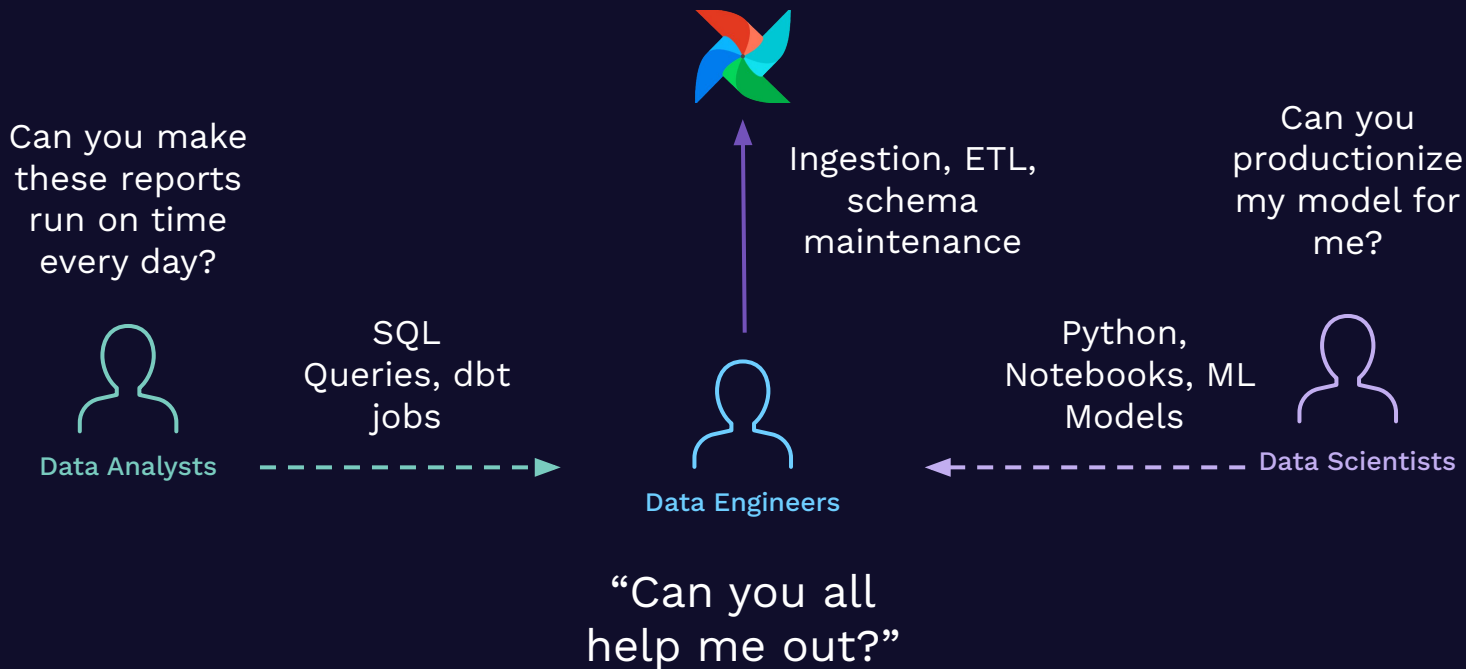 Can you make
these reports
run on time
every day?
SQL
Queries, dbt
jobs
Data Analysts
Ingestion, ETL,
schema
maintenance
Data Engineers
Can you
productionize
my model for
me?
Python,
Notebooks, ML
Models
Data Scientists
“Can you all
help me out?”